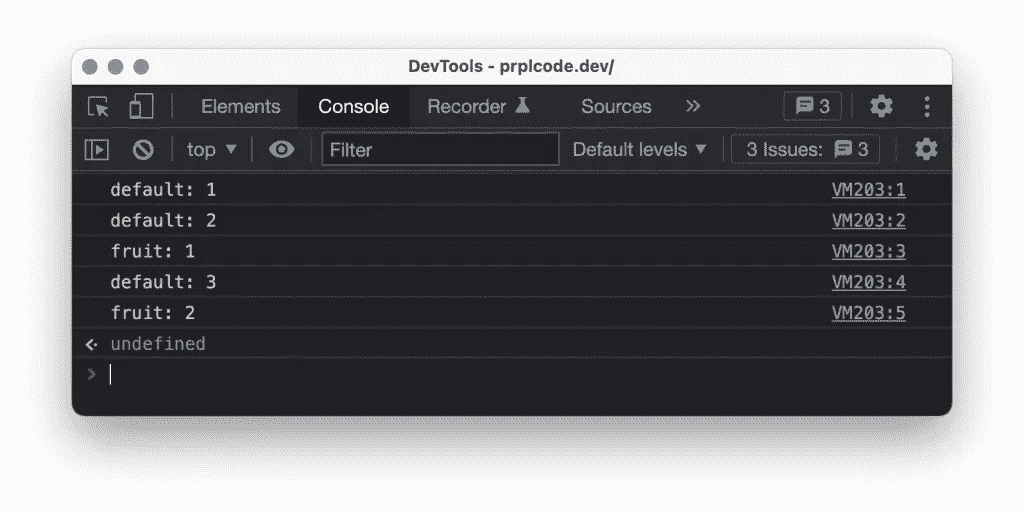 DevTools - prplcode.dev/
Elements Console Recorder Sources » 3
top ▼ Filter Default levels ▼ 3 Issues: 3
default: 1 VM203:1
default: 2 VM203:2
fruit: 1 VM203:3
default: 3 VM203:4
fruit: 2 VM203:5
undefined
>